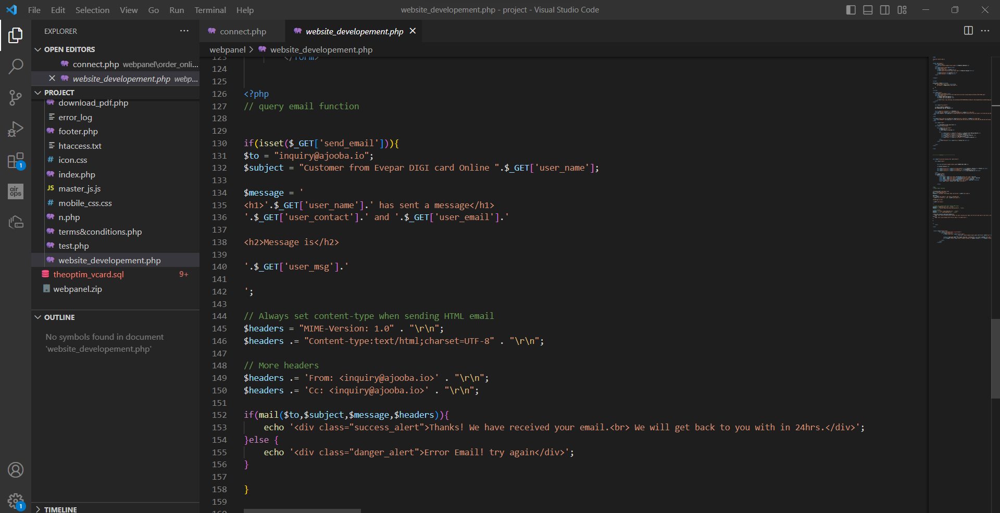 File Edit Selection View Go Run Terminal Help
website_developement.php - project - Visual Studio Code
EXPLORER
OPEN EDITORS
connect.php webpanel\order_onli...
website_developement.php webp...
PROJECT
download_pdf.php
error_log
footer.php
htaccess.txt
icon.css
index.php
master_js.js
mobile_css.css
n.php
terms&conditions.php
test.php
website_developement.php
theoptim_vcard.sql 9+
webpanel.zip
OUTLINE
No symbols found in document
'website_developement.php'
TIMELINE
1
air
ops
1
connect.php
website_developement.php
webpanel > website_developement.php
123 </form>
124
125
126 <?php
127 // query email function
128
129
130 if(isset($_GET['send_email'])){
131 $to = "inquiry@ajooba.io";
132 $subject = "Customer from Evepar DIGI card Online ".$_GET['user_name'];
133
134 $message = '
135 <h1>'.$_GET['user_name'].' has sent a message</h1>
136 '.$_GET['user_contact'].' and '.$_GET['user_email'].'
137
138 <h2>Message is</h2>
139
140 '.$_GET['user_msg'].'
141
142 ';
143
144 // Always set content-type when sending HTML email
145 $headers = "MIME-Version: 1.0" . "\r\n";
146 $headers .= "Content-type:text/html;charset=UTF-8" . "\r\n";
147
148 // More headers
149 $headers .= 'From: <inquiry@ajooba.io>' . "\r\n";
150 $headers .= 'Cc: <inquiry@ajooba.io>' . "\r\n";
151
152 if(mail($to,$subject,$message,$headers)){
153 echo '<div class="success_alert">Thanks! We have received your email.<br> We will get back to you with in 24hrs.</div>';
154 }else {
155 echo '<div class="danger_alert">Error Email! try again</div>';
156 }
157
158 }
159